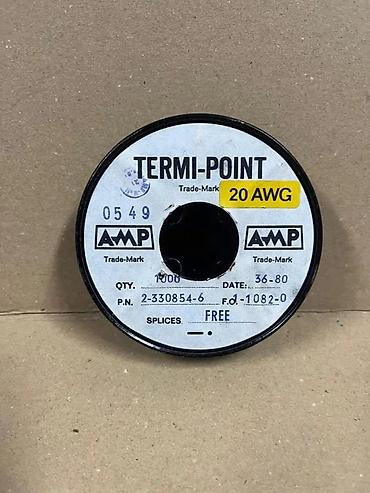 TERMI-POINT
Trade-Mark
20 AWG
0549
AMP
AMP
Trade-Mark
Trade-Mark
QTY. 1000 DATE: 36-80
P.N. 2-330854-6 F.d-1082-0
SPLICES FREE